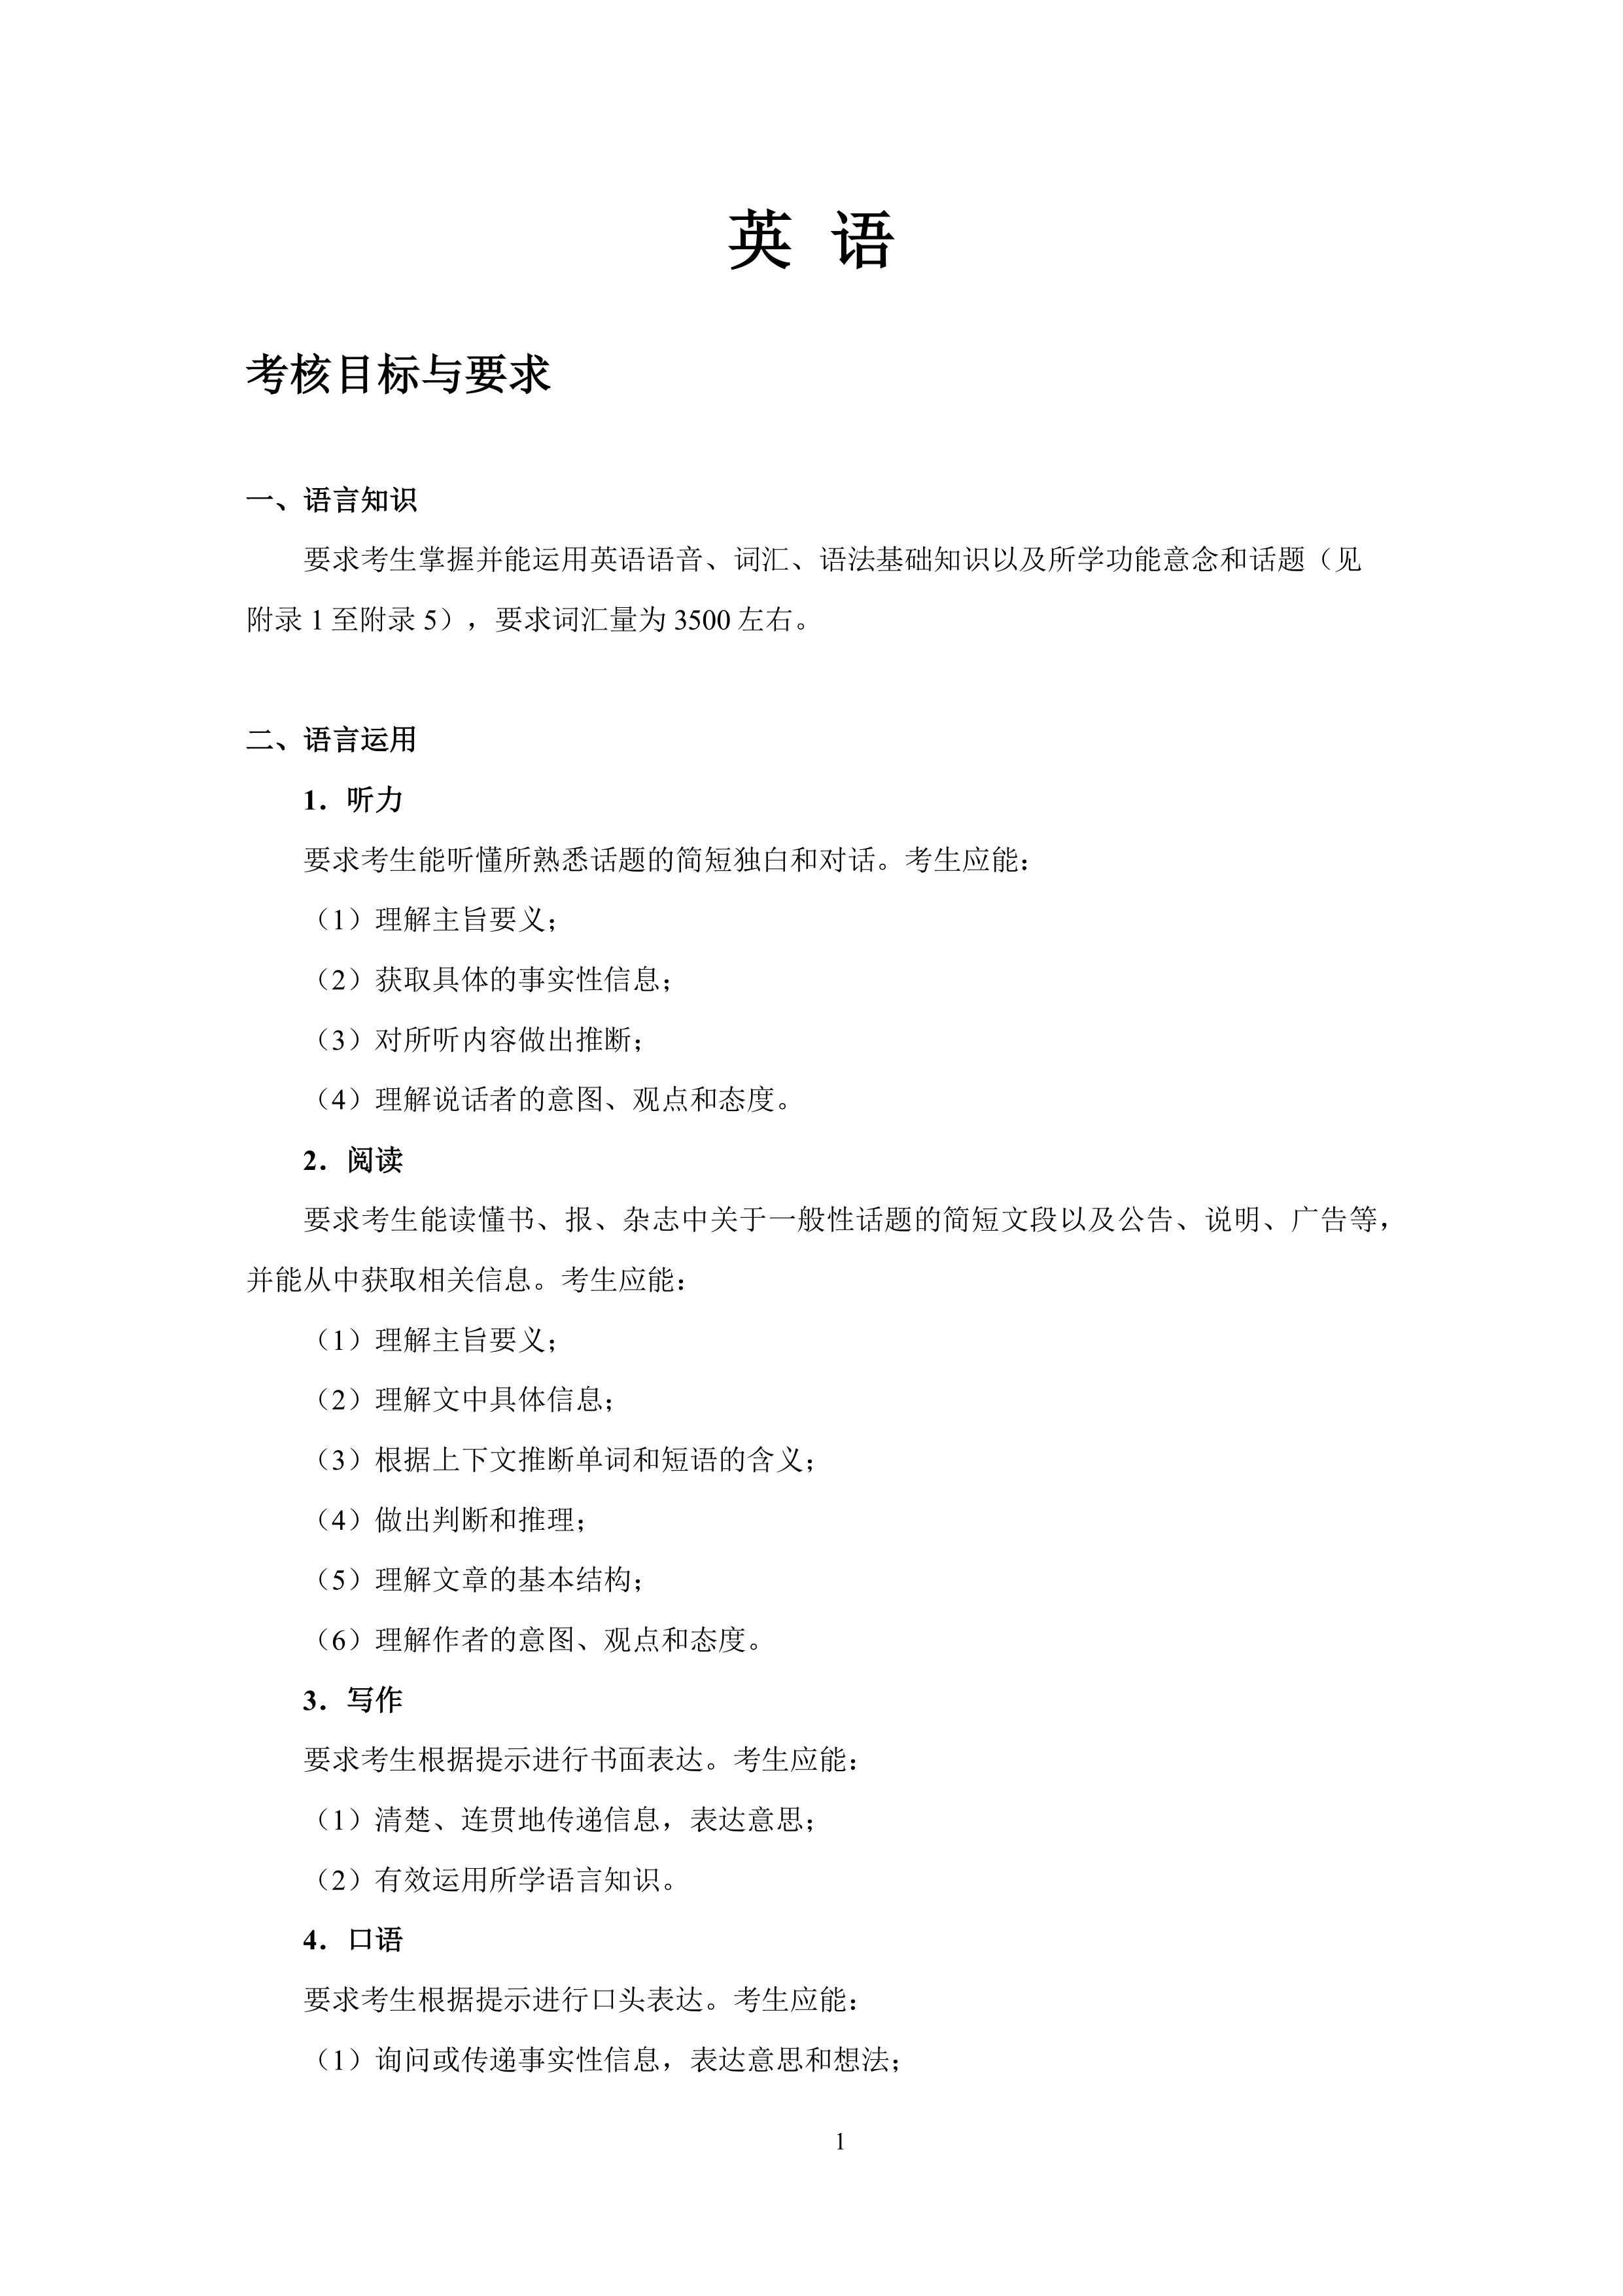 英 语
考核目标与要求
一、语言知识
要求考生掌握并能运用英语语音、词汇、语法基础知识以及所学功能意念和话题（见
附录 1 至附录 5），要求词汇量为 3500 左右。
二、语言运用
1．听力
要求考生能听懂所熟悉话题的简短独白和对话。考生应能：
（1）理解主旨要义；
（2）获取具体的事实性信息；
（3）对所听内容做出推断；
（4）理解说话者的意图、观点和态度。
2．阅读
要求考生能读懂书、报、杂志中关于一般性话题的简短文段以及公告、说明、广告等，
并能从中获取相关信息。考生应能：
（1）理解主旨要义；
（2）理解文中具体信息；
（3）根据上下文推断单词和短语的含义；
（4）做出判断和推理；
（5）理解文章的基本结构；
（6）理解作者的意图、观点和态度。
3．写作
要求考生根据提示进行书面表达。考生应能：
（1）清楚、连贯地传递信息，表达意思；
（2）有效运用所学语言知识。
4．口语
要求考生根据提示进行口头表达。考生应能：
（1）询问或传递事实性信息，表达意思和想法；
1